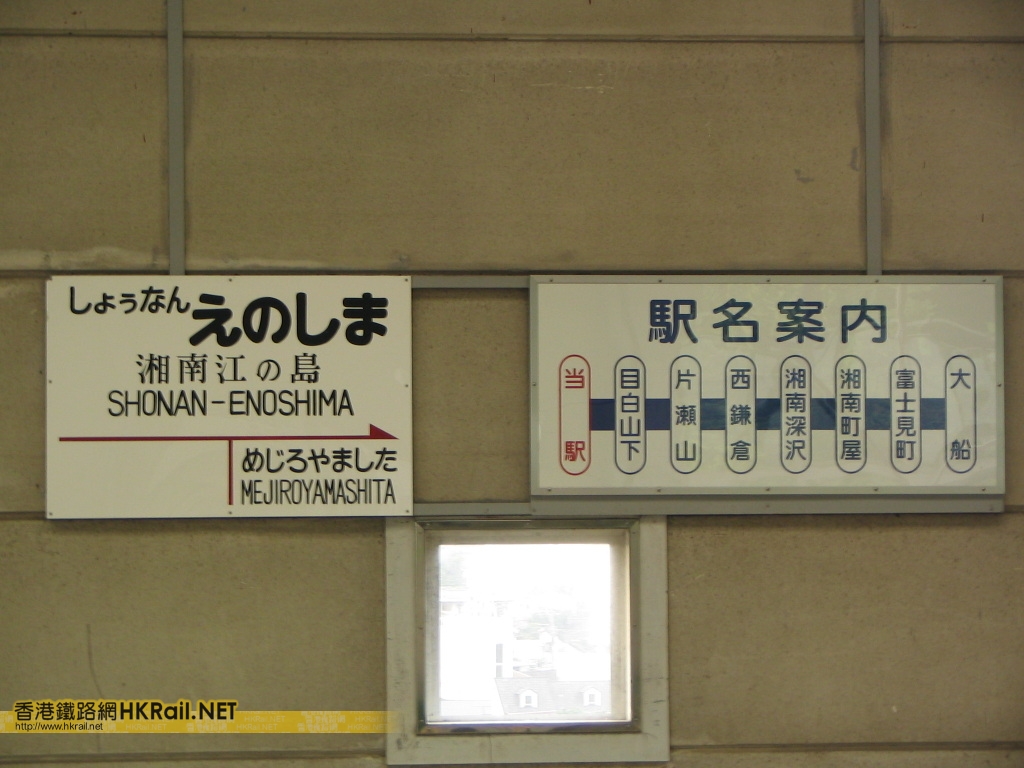 しょうなんえのしま
湘南江の島
SHONAN-ENOSHIMA
めじろやました
MEJIROYAMASHITA
駅名案内
当駅
目白山下
片瀬山
西鎌倉
湘南深沢
湘南町屋
富士見町
大船
香港鐵路網HKRail.NET
http://www.hkrail.net